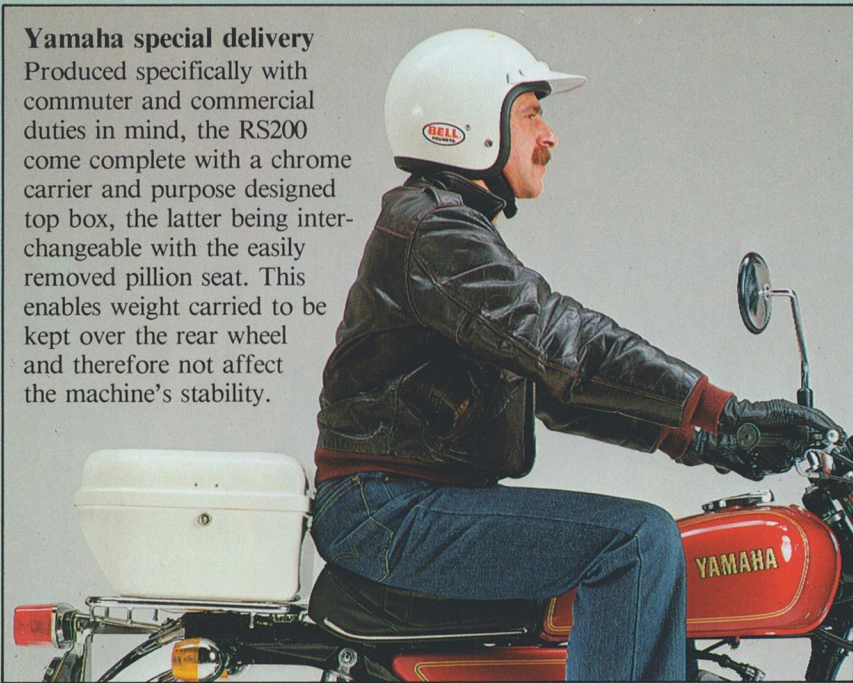 Yamaha special delivery
Produced specifically with
commuter and commercial
duties in mind, the RS200
come complete with a chrome
carrier and purpose designed
top box, the latter being inter-
changeable with the easily
removed pillion seat. This
enables weight carried to be
kept over the rear wheel
and therefore not affect
the machine's stability.
BELL
YAMAHA